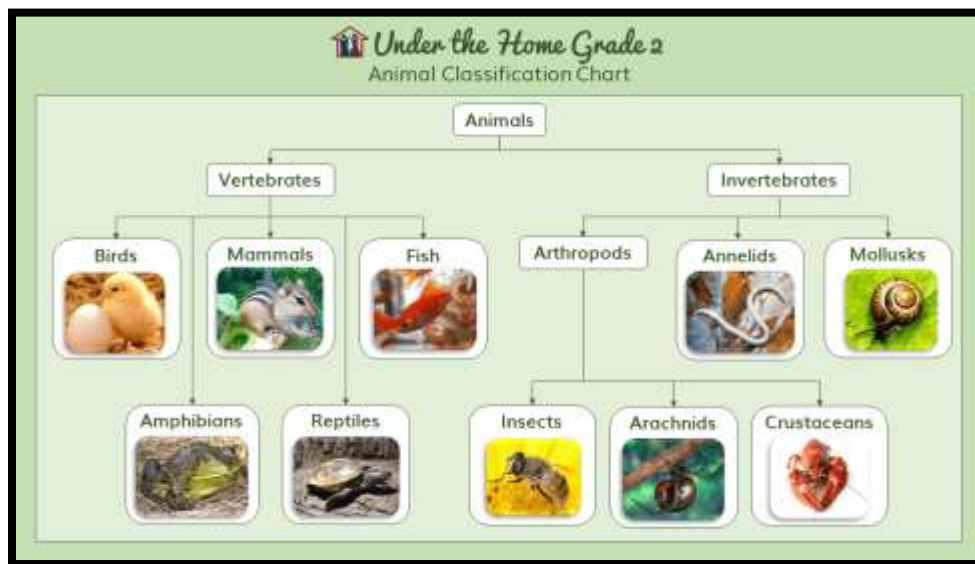 Under the Home Grade 2
Animal Classification Chart
Animals
Vertebrates
Invertebrates
Birds
Mammals
Fish
Arthropods
Annelids
Mollusks
Amphibians
Reptiles
Insects
Arachnids
Crustaceans